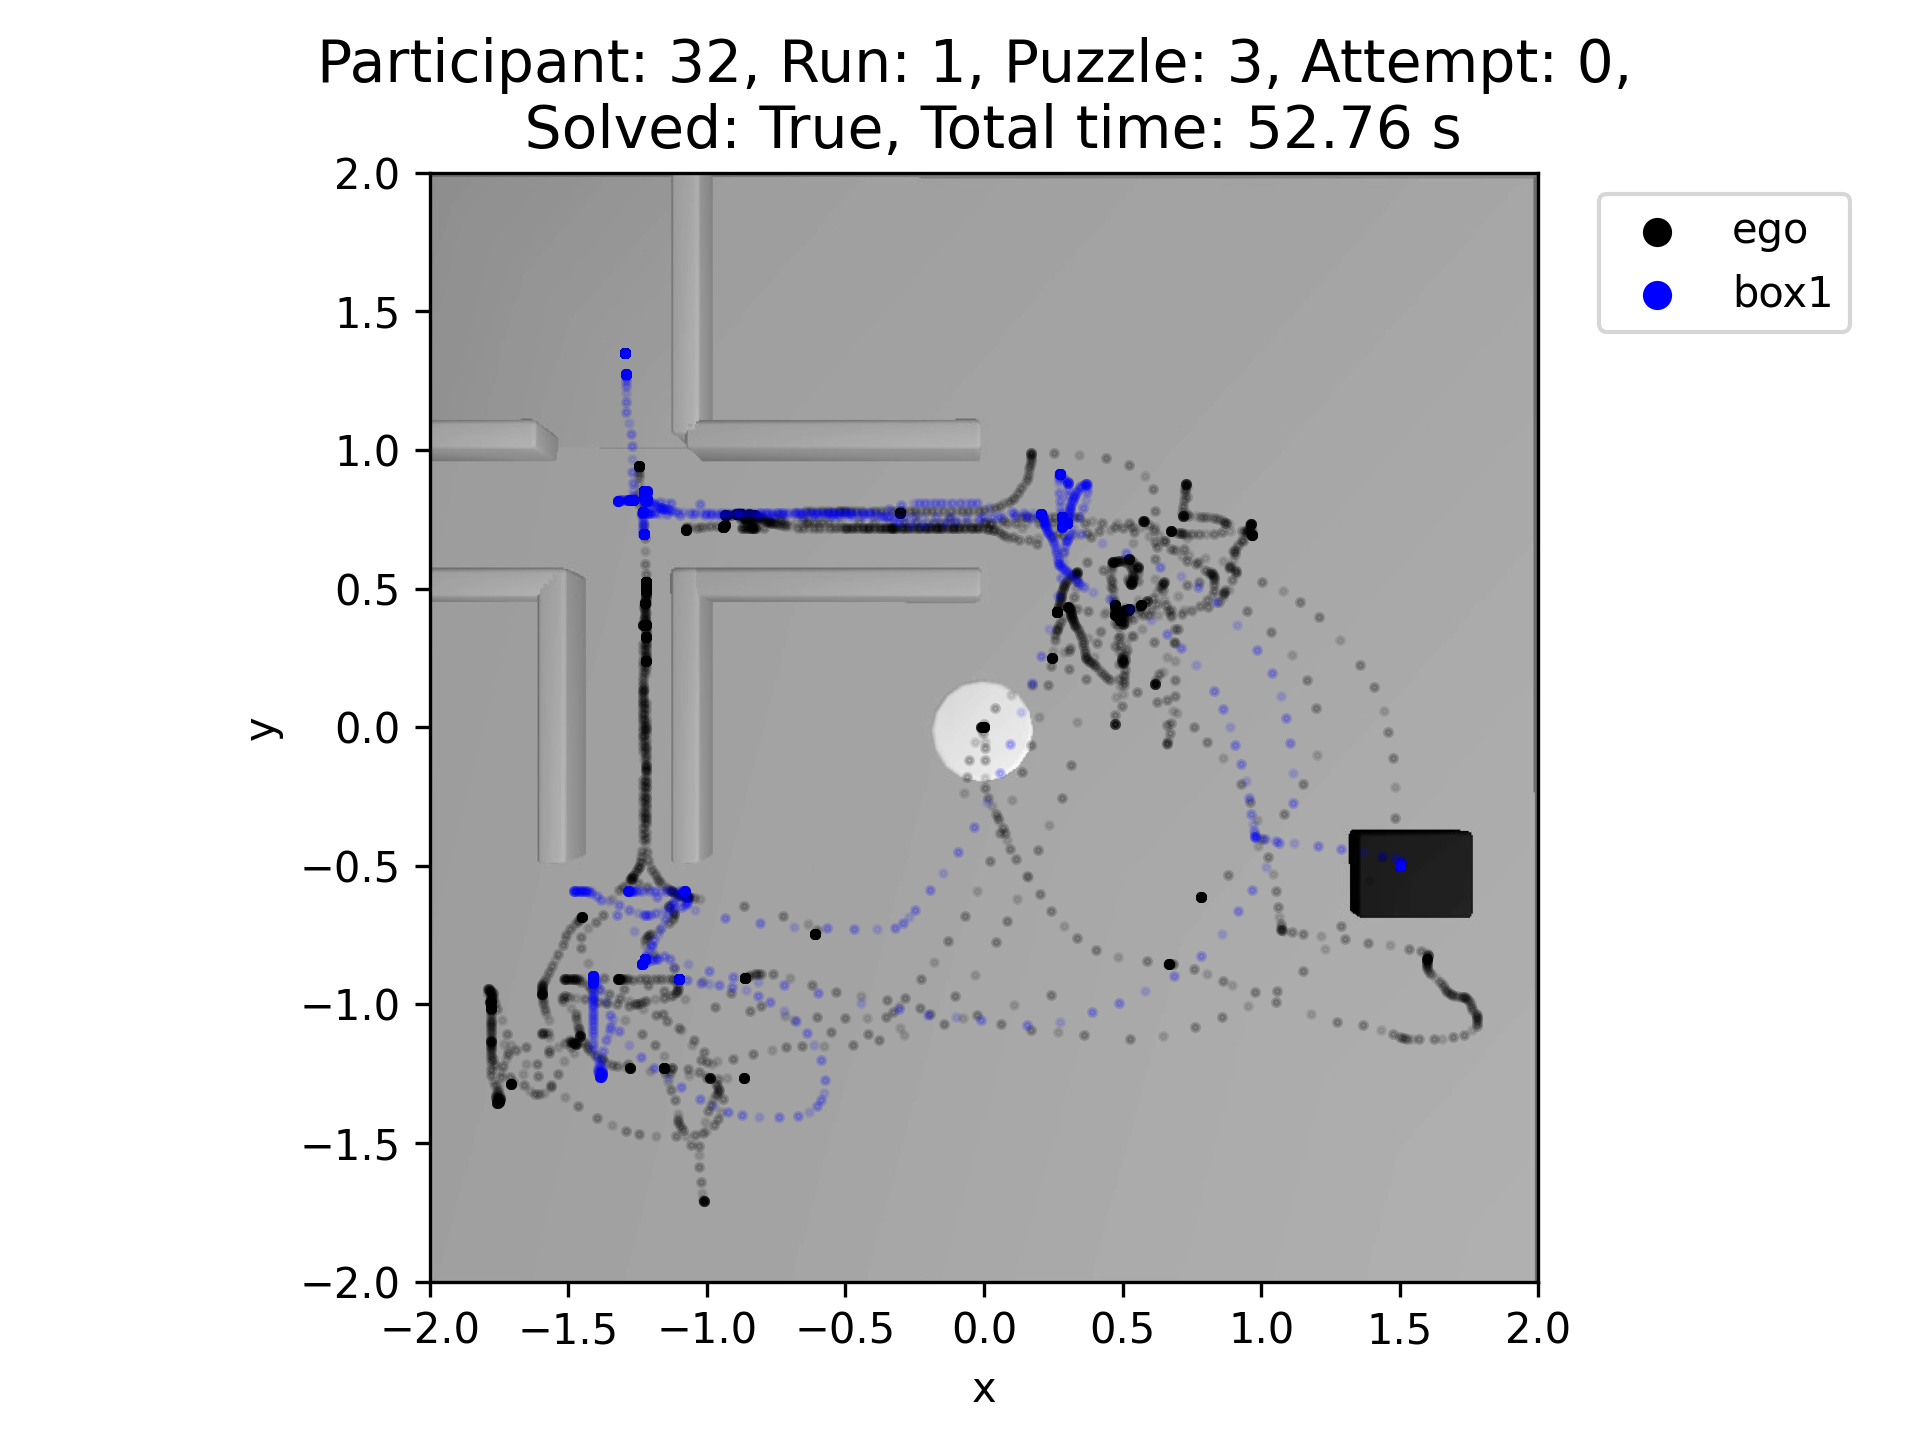 Participant: 32, Run: 1, Puzzle: 3, Attempt: 0,
Solved: True, Total time: 52.76 s
ego
box1
2.0
1.5
1.0
0.5
0.0
−0.5
−1.0
−1.5
−2.0
y
−2.0 −1.5 −1.0 −0.5 0.0 0.5 1.0 1.5 2.0
x